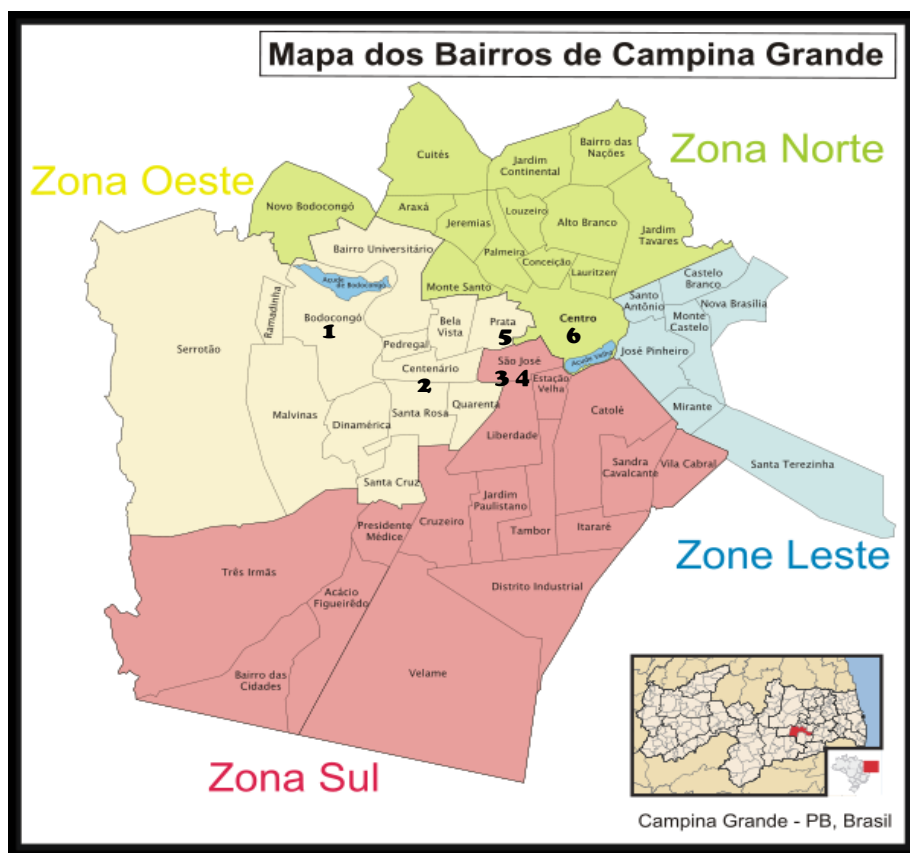 Mapa dos Bairros de Campina Grande
Zona Norte
Zona Oeste
Cuités
Bairro das
Nações
Jardim
Continental
Novo Bodocongó
Araxá
Jeremias
Louzeiro
Alto Branco
Jardim
Tavares
Bairro Universitário
Palmeira
Conceição
Lauritzen
Monte Santo
Açude
de Bodocongó
Castelo
Branco
Santo
Antônio
Nova Brasília
Monte
Castelo
Ramadinha
Bodocongó
1
Bela
Vista
Prata
5
Centro
6
Serrotão
Pedregal
São José
3 4
Açude Velho
José Pinheiro
Centenário
2
Estação
Velha
Malvinas
Dinamérica
Santa Rosa
Quarenta
Catolé
Mirante
Liberdade
Santa Cruz
Sandra
Cavalcante
Vila Cabral
Santa Terezinha
Presidente
Médice
Cruzeiro
Jardim
Paulistano
Tambor
Itararé
Zone Leste
Três Irmãs
Acácio
Figueirêdo
Distrito Industrial
Bairro das
Cidades
Velame
Zona Sul
Campina Grande - PB, Brasil